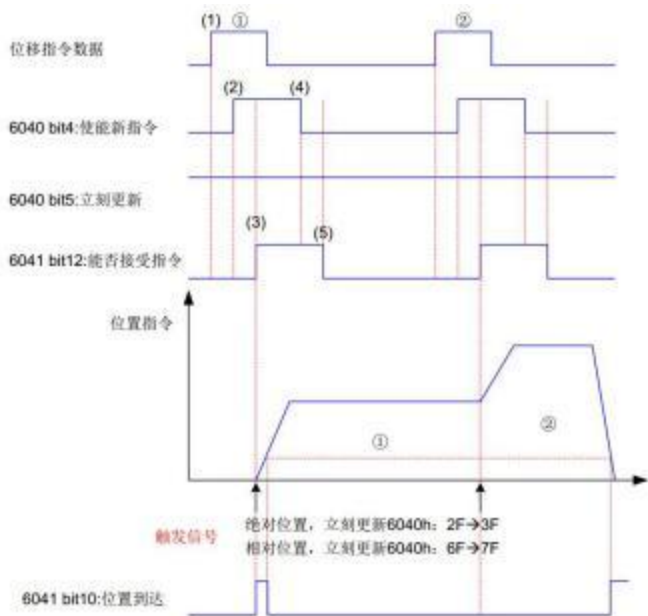 (1) ① ②
位移指令数据
(2) (4)
6040 bit4:使能新指令
6040 bit5:立刻更新
(3) (5)
6041 bit12:能否接受指令
位置指令
① ②
触发信号
绝对位置，立刻更新6040h：2F→3F
相对位置，立刻更新6040h：6F→7F
6041 bit10:位置到达